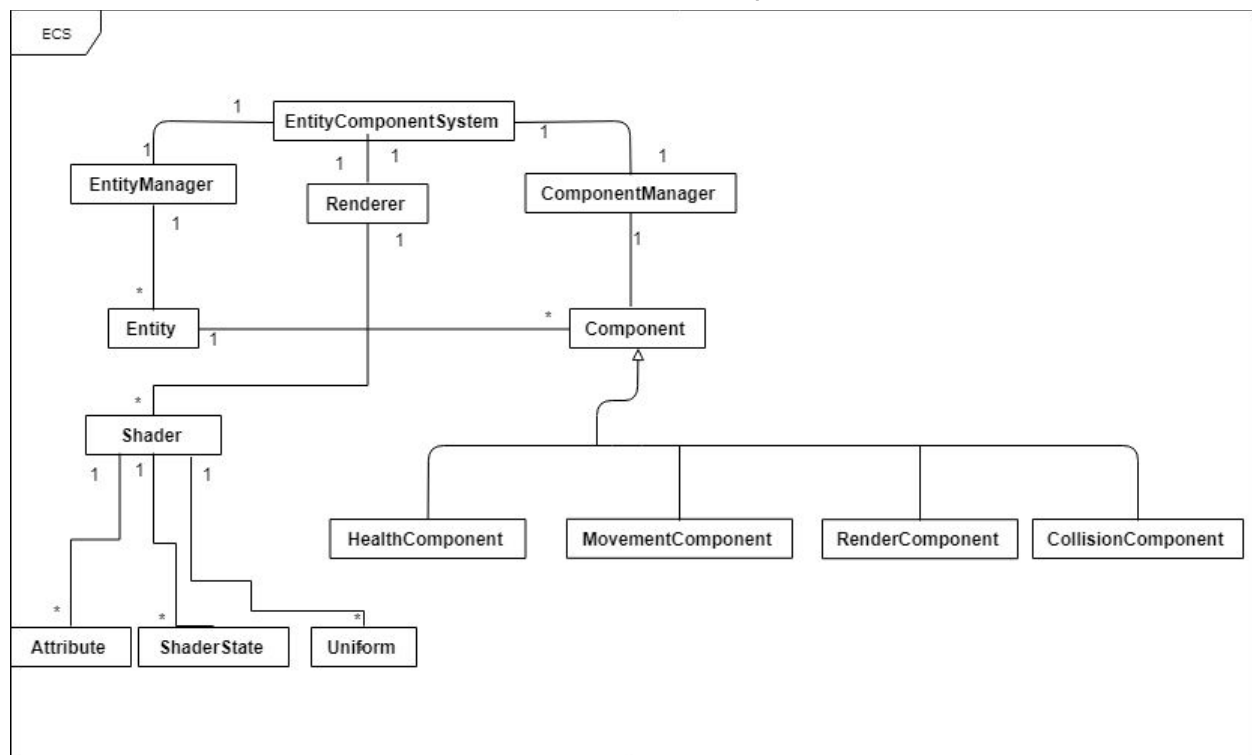 ECS
1
EntityComponentSystem
1
1
1
1
1
EntityManager
ComponentManager
Renderer
1
1
1
*
*
Entity
1
Component
*
Shader
1
1
1
HealthComponent
MovementComponent
RenderComponent
CollisionComponent
*
*
*
Attribute
ShaderState
Uniform